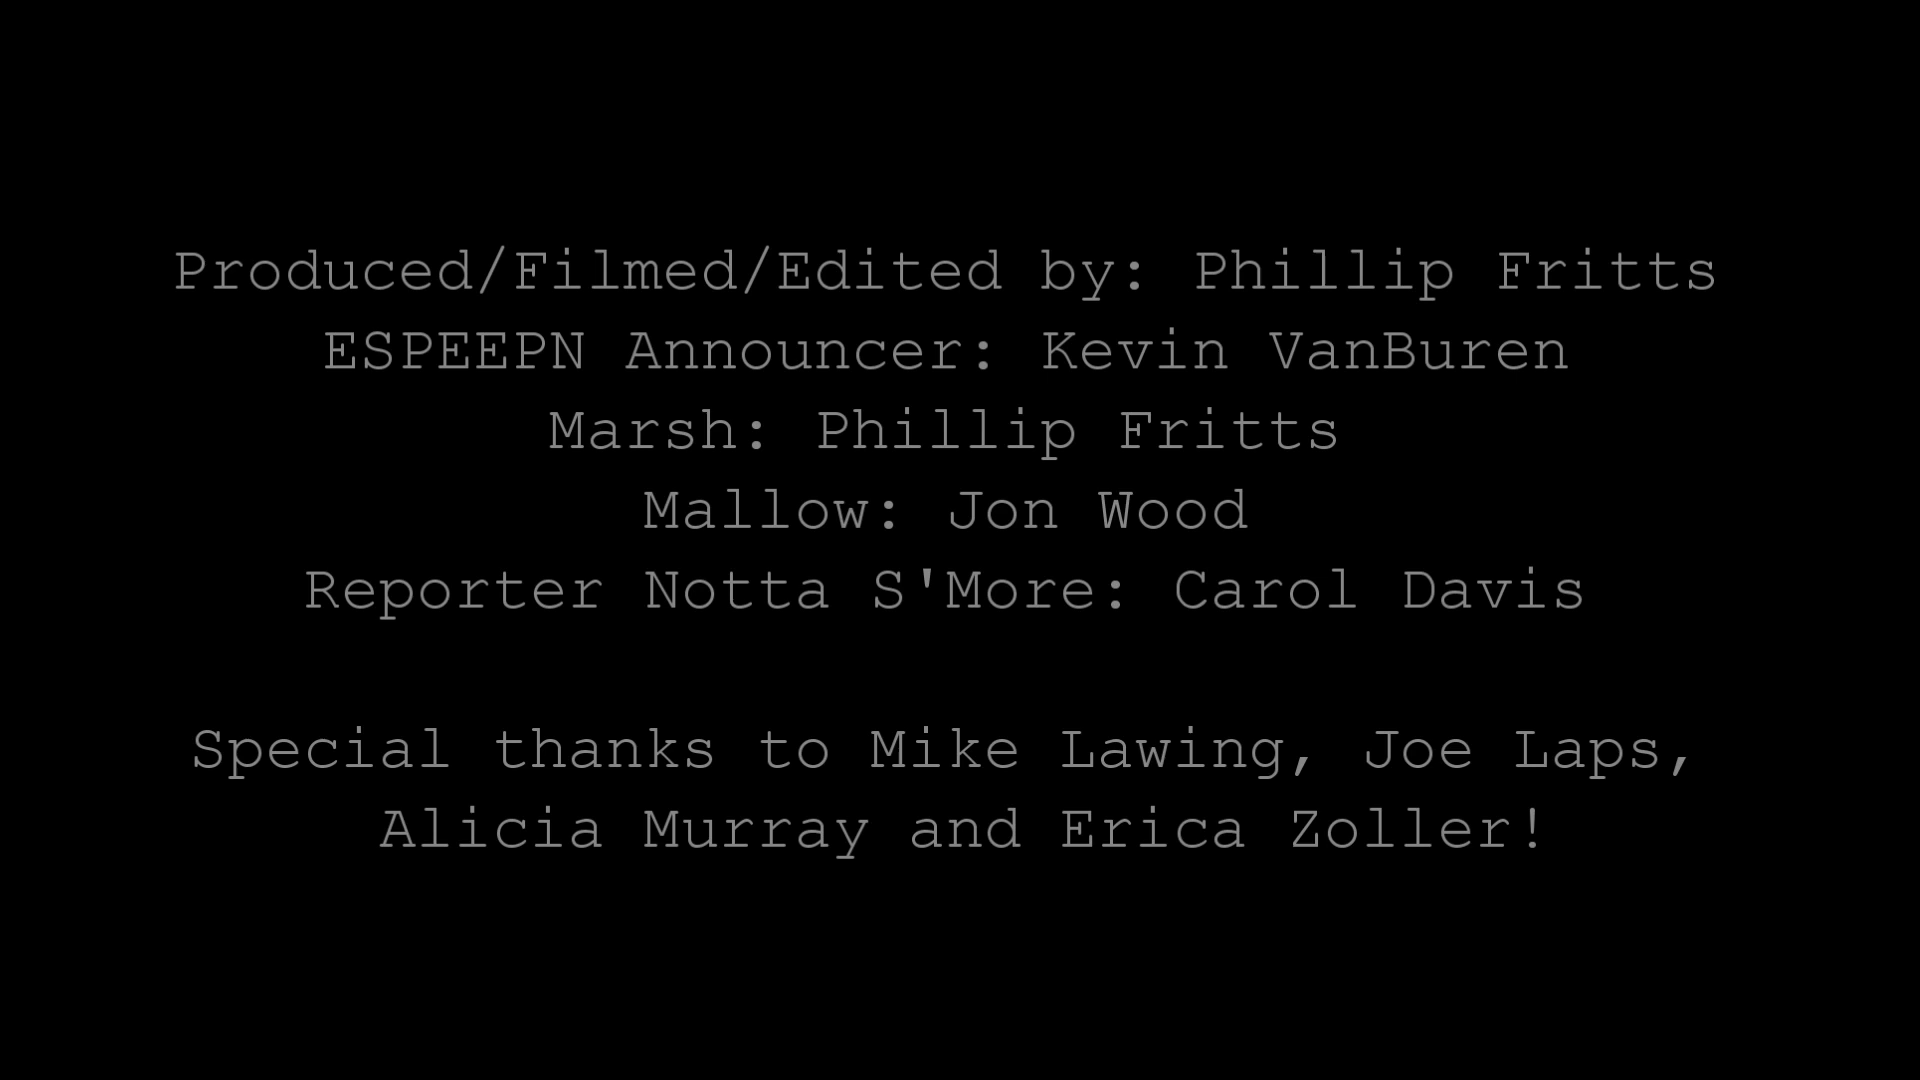 Produced/Filmed/Edited by: Phillip Fritts
ESPEEPN Announcer: Kevin VanBuren
Marsh: Phillip Fritts
Mallow: Jon Wood
Reporter Notta S'More: Carol Davis
Special thanks to Mike Lawing, Joe Laps,
Alicia Murray and Erica Zoller!